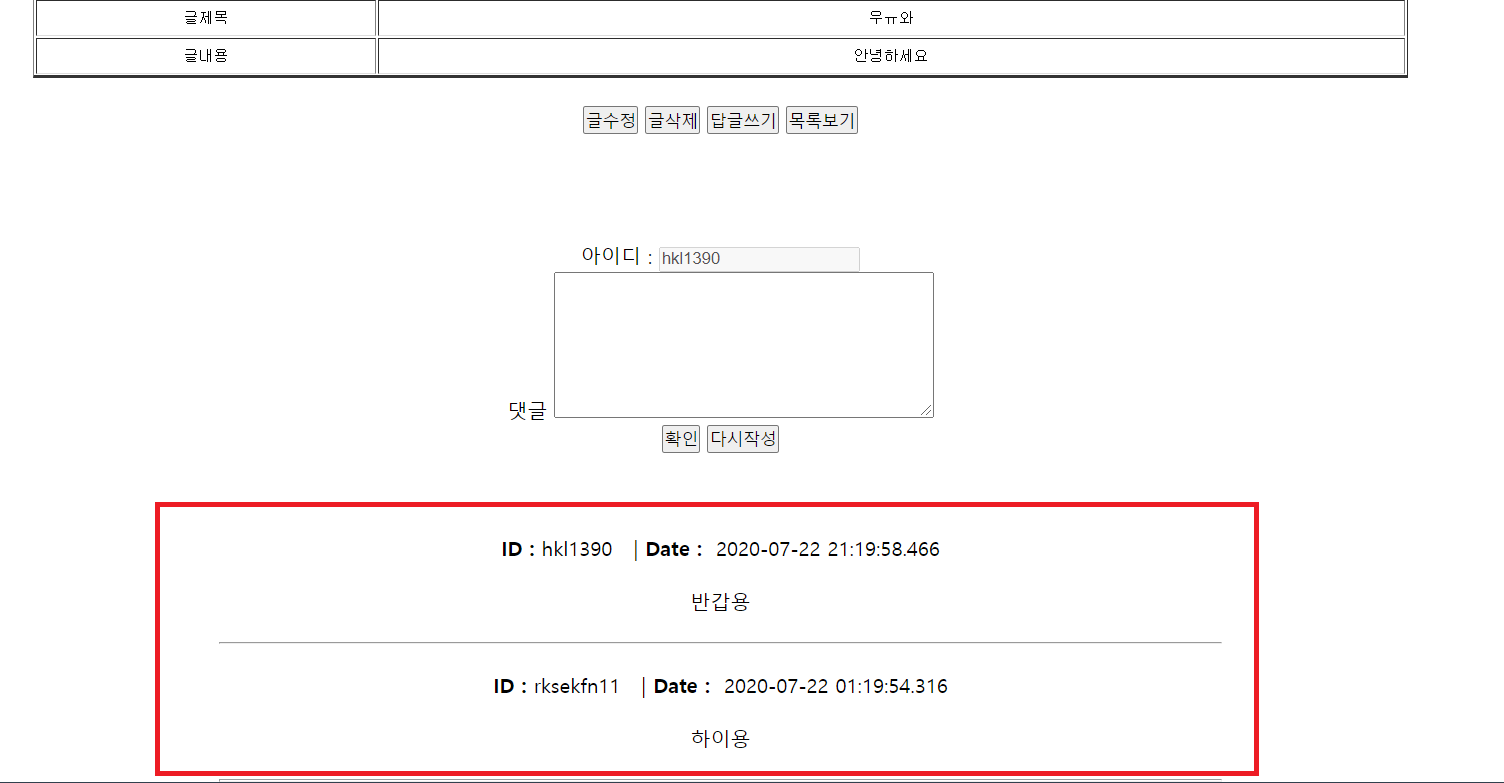 글제목 우ㅠ와
글내용 안녕하세요
글수정 글삭제 답글쓰기 목록보기
아이디 : hkl1390
댓글
확인 다시작성
ID : hkl1390 | Date : 2020-07-22 21:19:58.466
반갑용
ID : rksekfn11 | Date : 2020-07-22 01:19:54.316
하이용